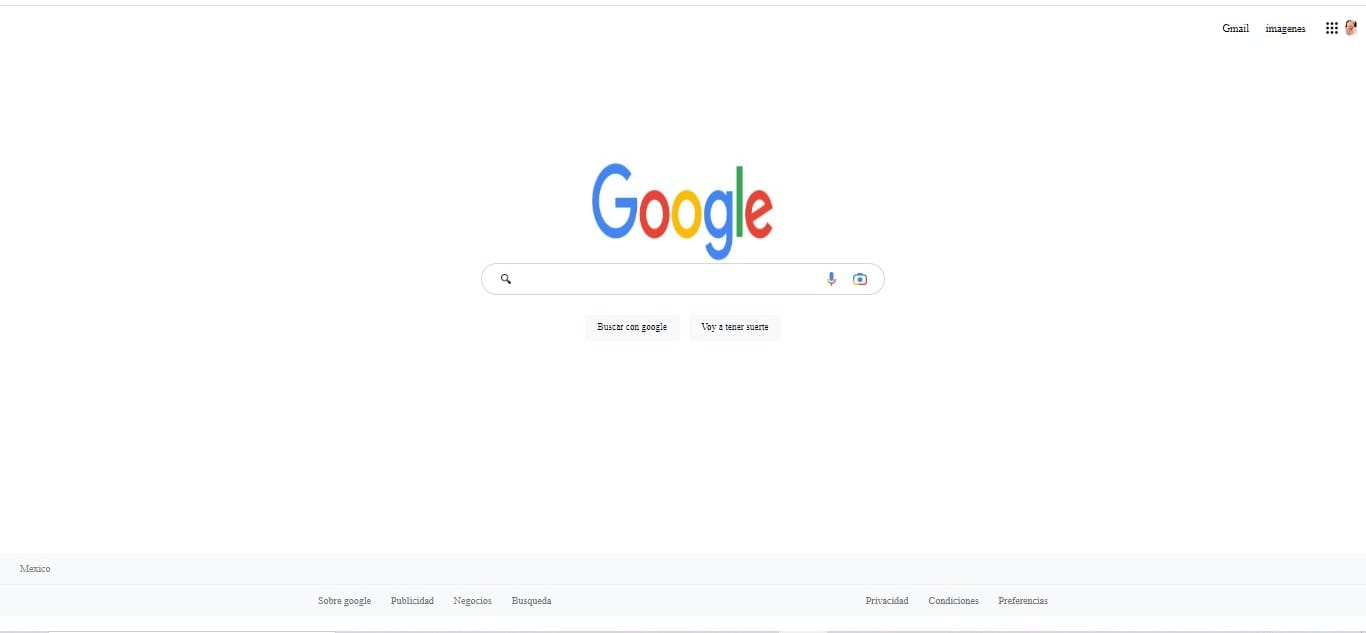 Gmail imagenes
Google
Buscar con google Voy a tener suerte
Mexico
Sobre google Publicidad Negocios Busqueda Privacidad Condiciones Preferencias